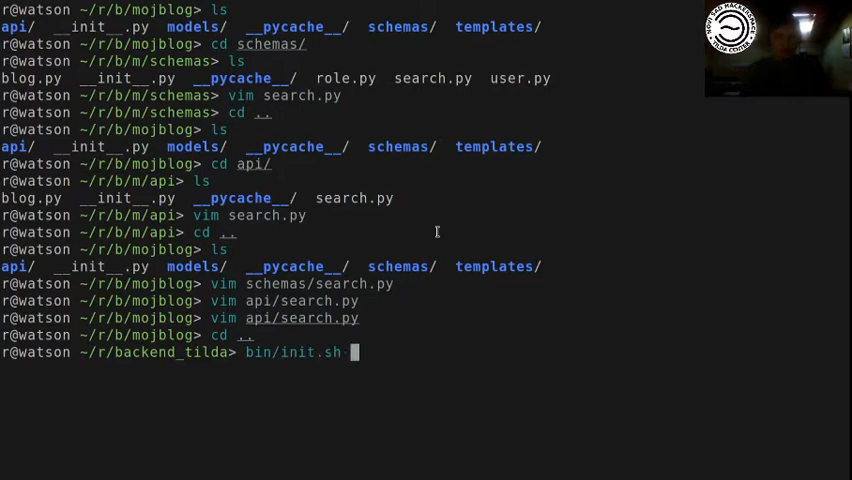 r@watson ~/r/b/mojblog> ls
api/ __init__.py models/ __pycache__/ schemas/ templates/
r@watson ~/r/b/mojblog> cd schemas/
r@watson ~/r/b/m/schemas> ls
blog.py __init__.py __pycache__/ role.py search.py user.py
r@watson ~/r/b/m/schemas> vim search.py
r@watson ~/r/b/m/schemas> cd ..
r@watson ~/r/b/mojblog> ls
api/ __init__.py models/ __pycache__/ schemas/ templates/
r@watson ~/r/b/mojblog> cd api/
r@watson ~/r/b/m/api> ls
blog.py __init__.py __pycache__/ search.py
r@watson ~/r/b/m/api> vim search.py
r@watson ~/r/b/m/api> cd ..
r@watson ~/r/b/mojblog> ls
api/ __init__.py models/ __pycache__/ schemas/ templates/
r@watson ~/r/b/mojblog> vim schemas/search.py
r@watson ~/r/b/mojblog> vim api/search.py
r@watson ~/r/b/mojblog> vim api/search.py
r@watson ~/r/b/mojblog> cd ..
r@watson ~/r/backend_tilda> bin/init.sh
NOVI SAD HACKERSPACE
TILDA CENTER